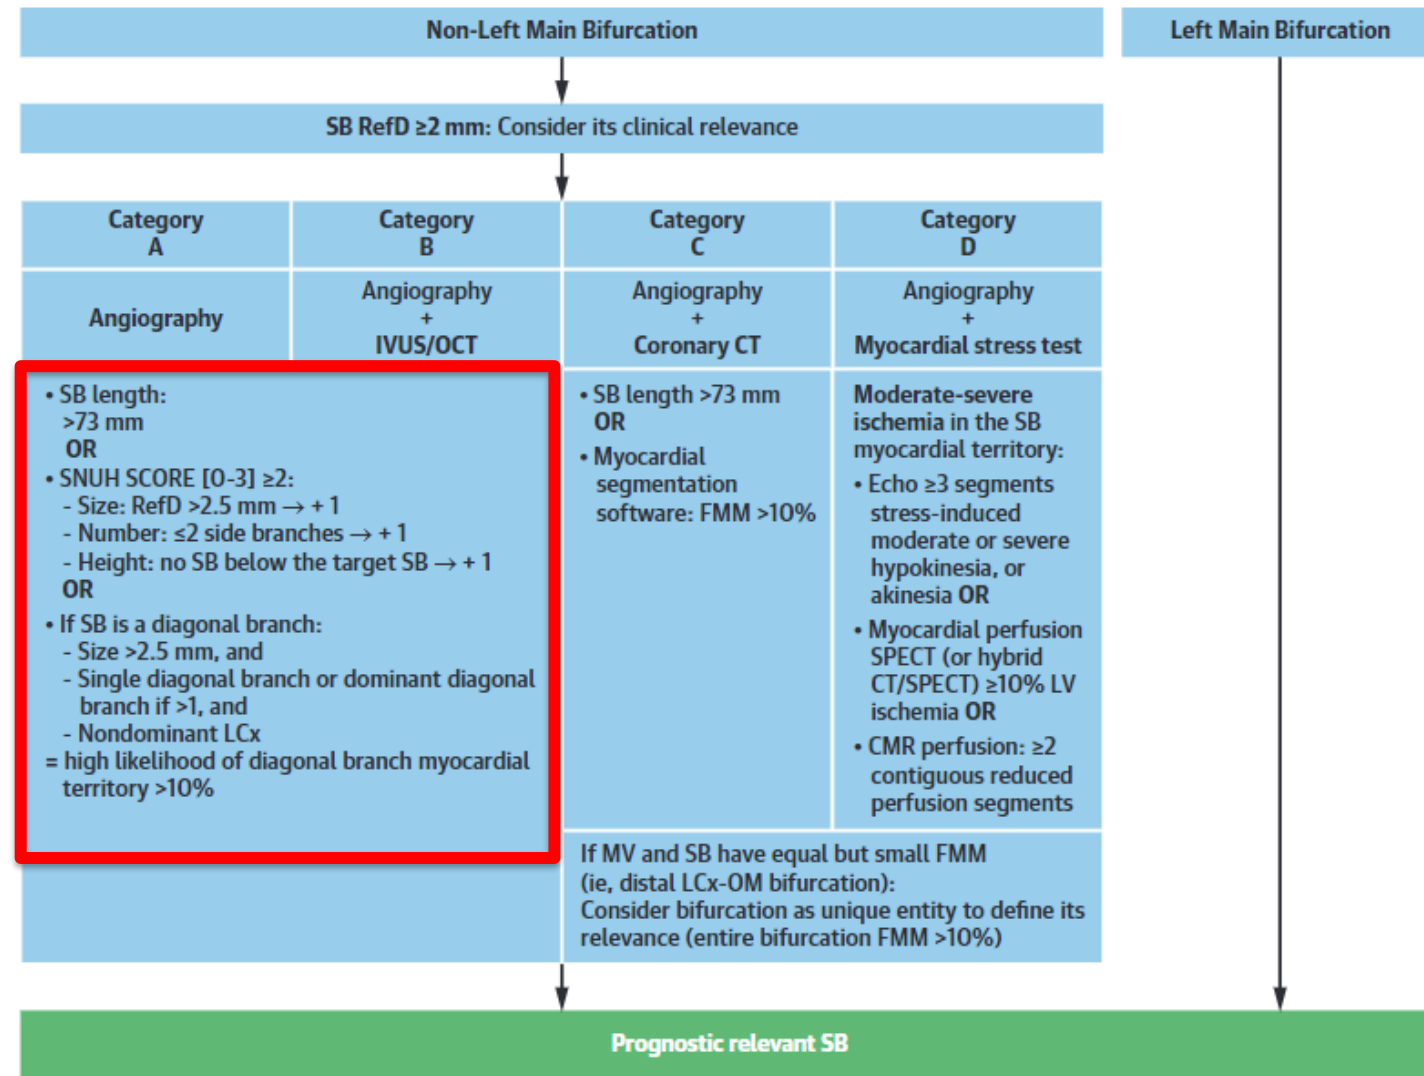 Non-Left Main Bifurcation
Left Main Bifurcation
SB RefD ≥2 mm: Consider its clinical relevance
Category
A
Category
B
Category
C
Category
D
Angiography
Angiography
+
IVUS/OCT
Angiography
+
Coronary CT
Angiography
+
Myocardial stress test
• SB length:
>73 mm
OR
• SNUH SCORE [0-3] ≥2:
- Size: RefD >2.5 mm → + 1
- Number: ≤2 side branches → + 1
- Height: no SB below the target SB → + 1
OR
• If SB is a diagonal branch:
- Size >2.5 mm, and
- Single diagonal branch or dominant diagonal
branch if >1, and
- Nondominant LCx
= high likelihood of diagonal branch myocardial
territory >10%
• SB length >73 mm
OR
• Myocardial
segmentation
software: FMM >10%
Moderate-severe
ischemia in the SB
myocardial territory:
• Echo ≥3 segments
stress-induced
moderate or severe
hypokinesia, or
akinesia OR
• Myocardial perfusion
SPECT (or hybrid
CT/SPECT) ≥10% LV
ischemia OR
• CMR perfusion: ≥2
contiguous reduced
perfusion segments
If MV and SB have equal but small FMM
(ie, distal LCx-OM bifurcation):
Consider bifurcation as unique entity to define its
relevance (entire bifurcation FMM >10%)
Prognostic relevant SB